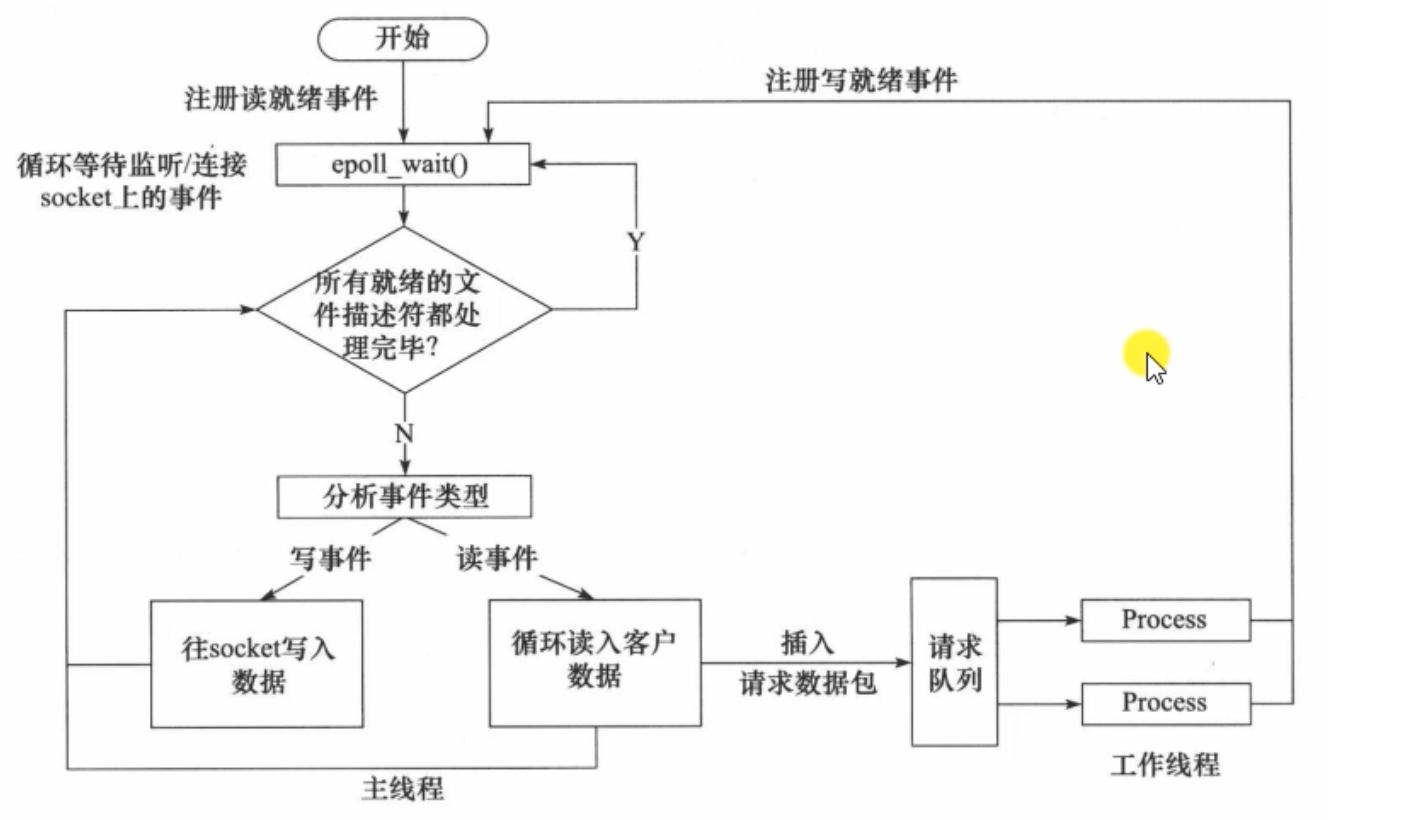 开始
注册读就绪事件
注册写就绪事件
循环等待监听/连接
socket上的事件
epoll_wait()
Y
所有就绪的文
件描述符都处
理完毕?
N
分析事件类型
写事件
读事件
往socket写入
数据
循环读入客户
数据
插入
请求数据包
请求
队列
Process
Process
工作线程
主线程